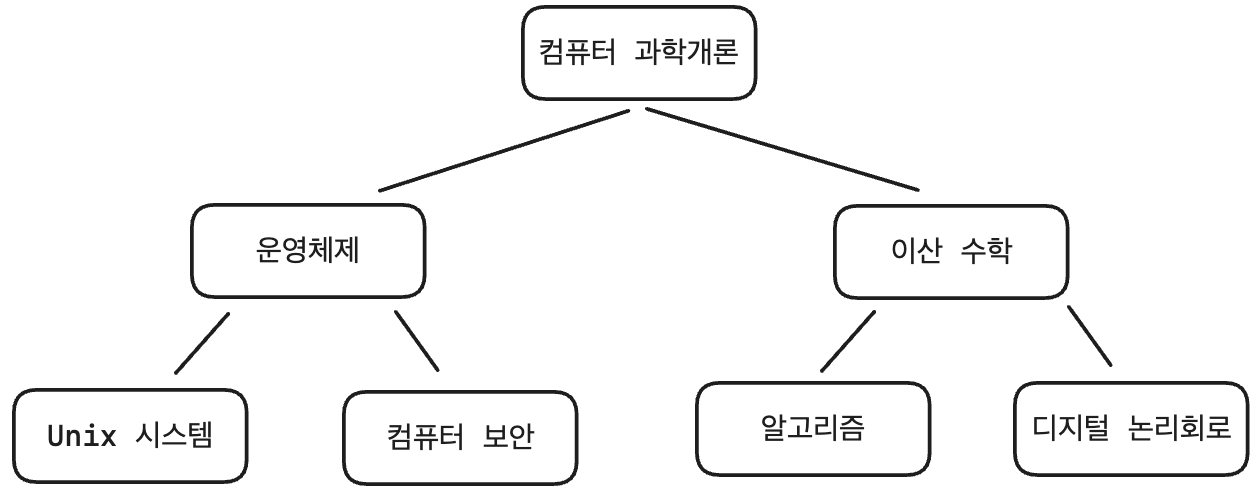 컴퓨터 과학개론
운영체제
이산 수학
Unix 시스템
컴퓨터 보안
알고리즘
디지털 논리회로